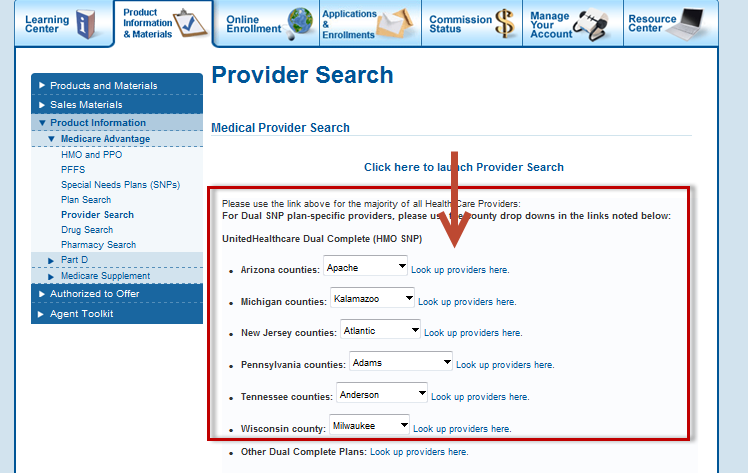 Learning
Center
Product
Information
& Materials
Online
Enrollment
Applications
&
Enrollments
Commission
Status
Manage
Your
Account
Resource
Center
Provider Search
Products and Materials
Sales Materials
Product Information
Medicare Advantage
HMO and PPO
PFFS
Special Needs Plans (SNPs)
Plan Search
Provider Search
Drug Search
Pharmacy Search
Part D
Medicare Supplement
Authorized to Offer
Agent Toolkit
Medical Provider Search
Click here to launch Provider Search
Please use the link above for the majority of all Health Care Providers:
For Dual SNP plan-specific providers, please use the county drop downs in the links noted below:
UnitedHealthcare Dual Complete (HMO SNP)
Arizona counties: Apache Look up providers here.
Michigan counties: Kalamazoo Look up providers here.
New Jersey counties: Atlantic Look up providers here.
Pennsylvania counties: Adams Look up providers here.
Tennessee counties: Anderson Look up providers here.
Wisconsin county: Milwaukee Look up providers here.
Other Dual Complete Plans: Look up providers here.